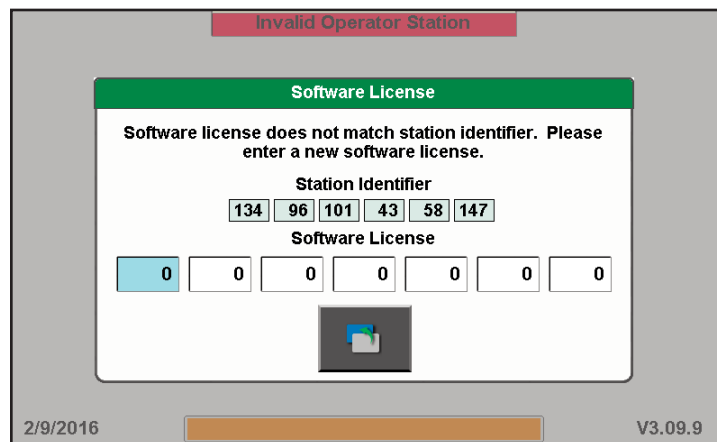 Invalid Operator Station
Software License
Software license does not match station identifier. Please
enter a new software license.
Station Identifier
134 96 101 43 58 147
Software License
0 0 0 0 0 0 0
2/9/2016 V3.09.9